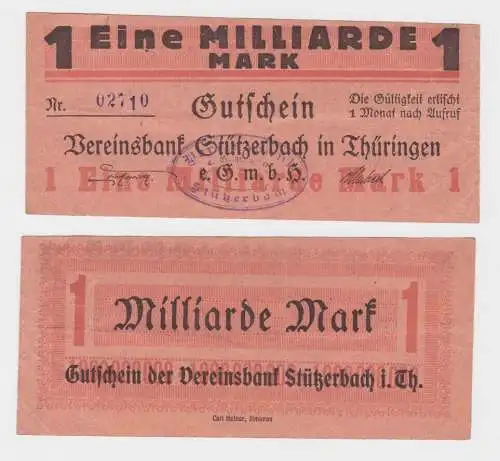 1 Eine MILLIARDE 1
MARK
Nr. 02710
Gutschein
Die Gültigkeit erlischt
1 Monat nach Aufruf
Vereinsbank Stützerbach in Thüringen
e. G. m. b. H.
1 Eine Milliarde Mark 1
Stützerbach
1 Milliarde Mark 1
Gutschein der Vereinsbank Stützerbach i. Th.